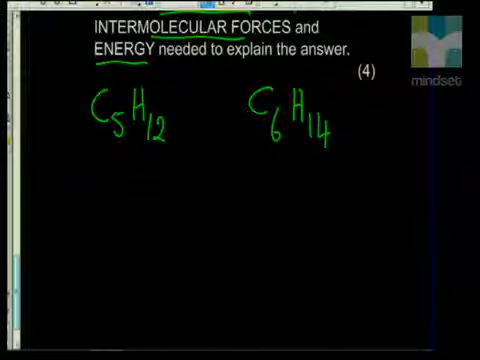 INTERMOLECULAR FORCES and
ENERGY needed to explain the answer.
(4)
mindset
C5H12 C6H14